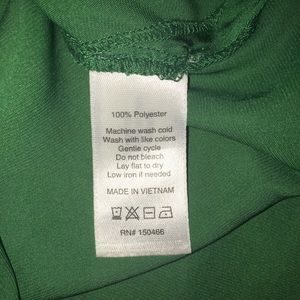 100% Polyester
Machine wash cold
Wash with like colors
Gentle cycle
Do not bleach
Lay flat to dry
Low iron if needed
MADE IN VIETNAM
RN# 150466